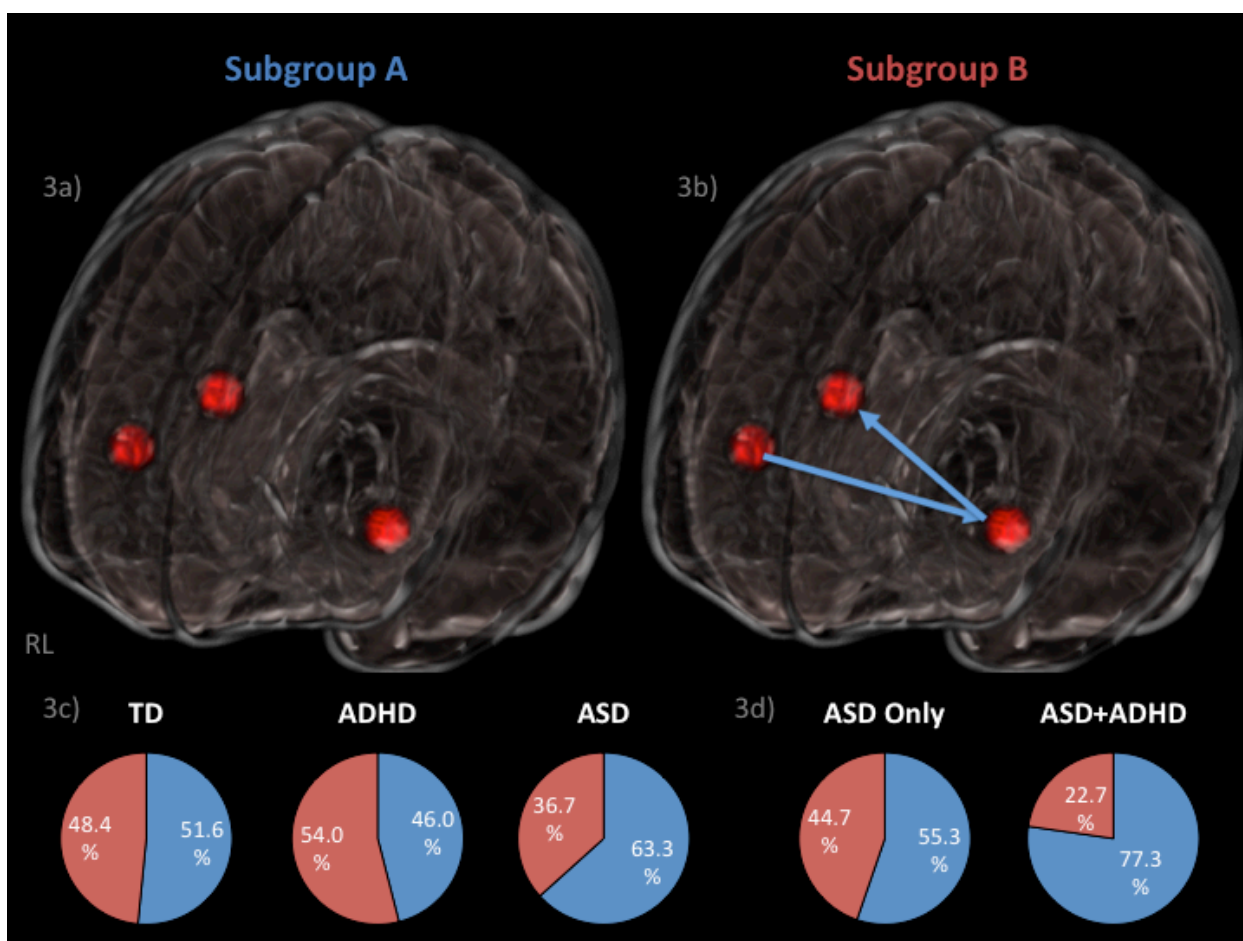 Subgroup A
Subgroup B
3a)
3b)
RL
3c)
TD
ADHD
ASD
3d)
ASD Only
ASD+ADHD
48.4
%
51.6
%
54.0
%
46.0
%
36.7
%
63.3
%
44.7
%
55.3
%
22.7
%
77.3
%